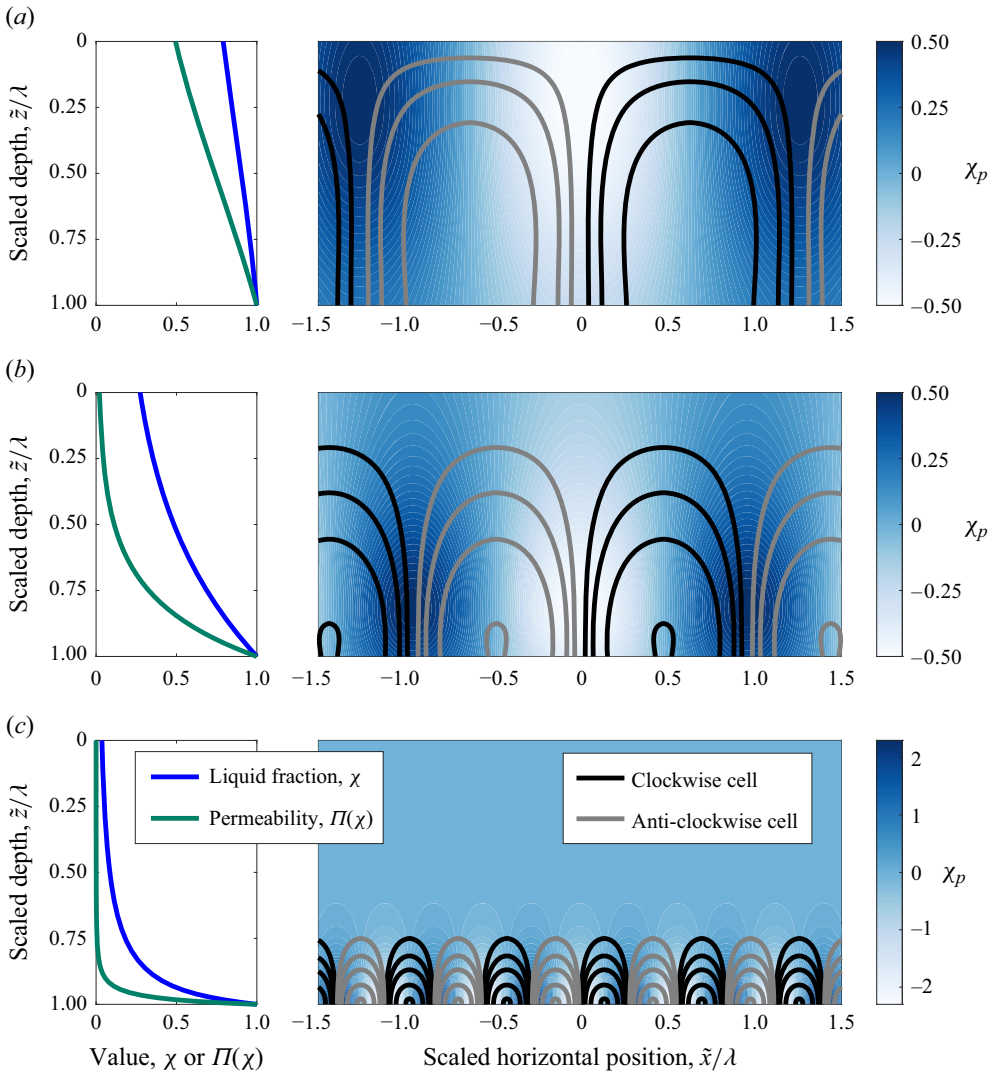 (a)
Scaled depth, z̃/λ
0
0.25
0.50
0.75
1.00
0 0.5 1.0
−1.5 −1.0 −0.5 0 0.5 1.0 1.5
0.50
0.25
0
−0.25
−0.50
χp
(b)
Scaled depth, z̃/λ
0
0.25
0.50
0.75
1.00
0 0.5 1.0
−1.5 −1.0 −0.5 0 0.5 1.0 1.5
0.50
0.25
0
−0.25
−0.50
χp
(c)
Scaled depth, z̃/λ
0
0.25
0.50
0.75
1.00
0 0.5 1.0
Value, χ or Π(χ)
Liquid fraction, χ
Permeability, Π(χ)
Clockwise cell
Anti-clockwise cell
−1.5 −1.0 −0.5 0 0.5 1.0 1.5
Scaled horizontal position, x̃/λ
2
1
0
−1
−2
χp